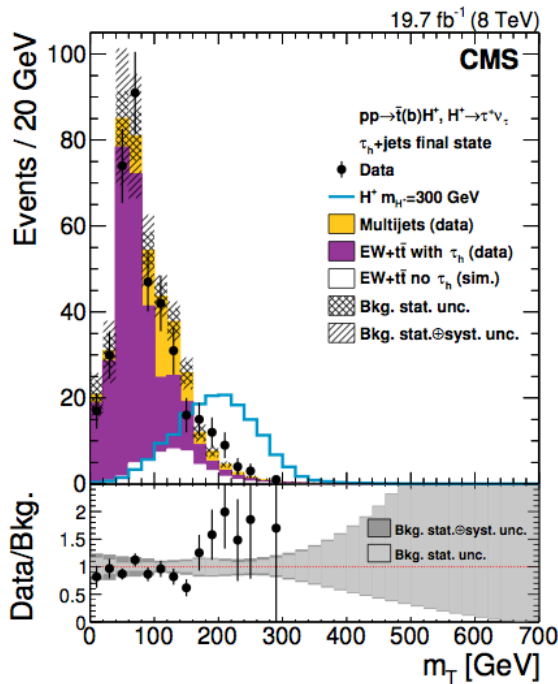 19.7 fb⁻¹ (8 TeV)
CMS
pp→t̄(b)H⁺, H⁺→τ⁺ν_τ
τ_h+jets final state
Data
H⁺ m_H⁺=300 GeV
Multijets (data)
EW+tt̄ with τ_h (data)
EW+tt̄ no τ_h (sim.)
Bkg. stat. unc.
Bkg. stat.⊕syst. unc.
Events / 20 GeV
100
80
60
40
20
0
Data/Bkg.
2
1.5
1
0.5
0
Bkg. stat.⊕syst. unc.
Bkg. stat. unc.
0 100 200 300 400 500 600 700
m_T [GeV]